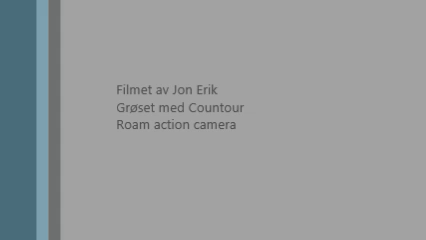 Filmet av Jon Erik
Grøset med Countour
Roam action camera